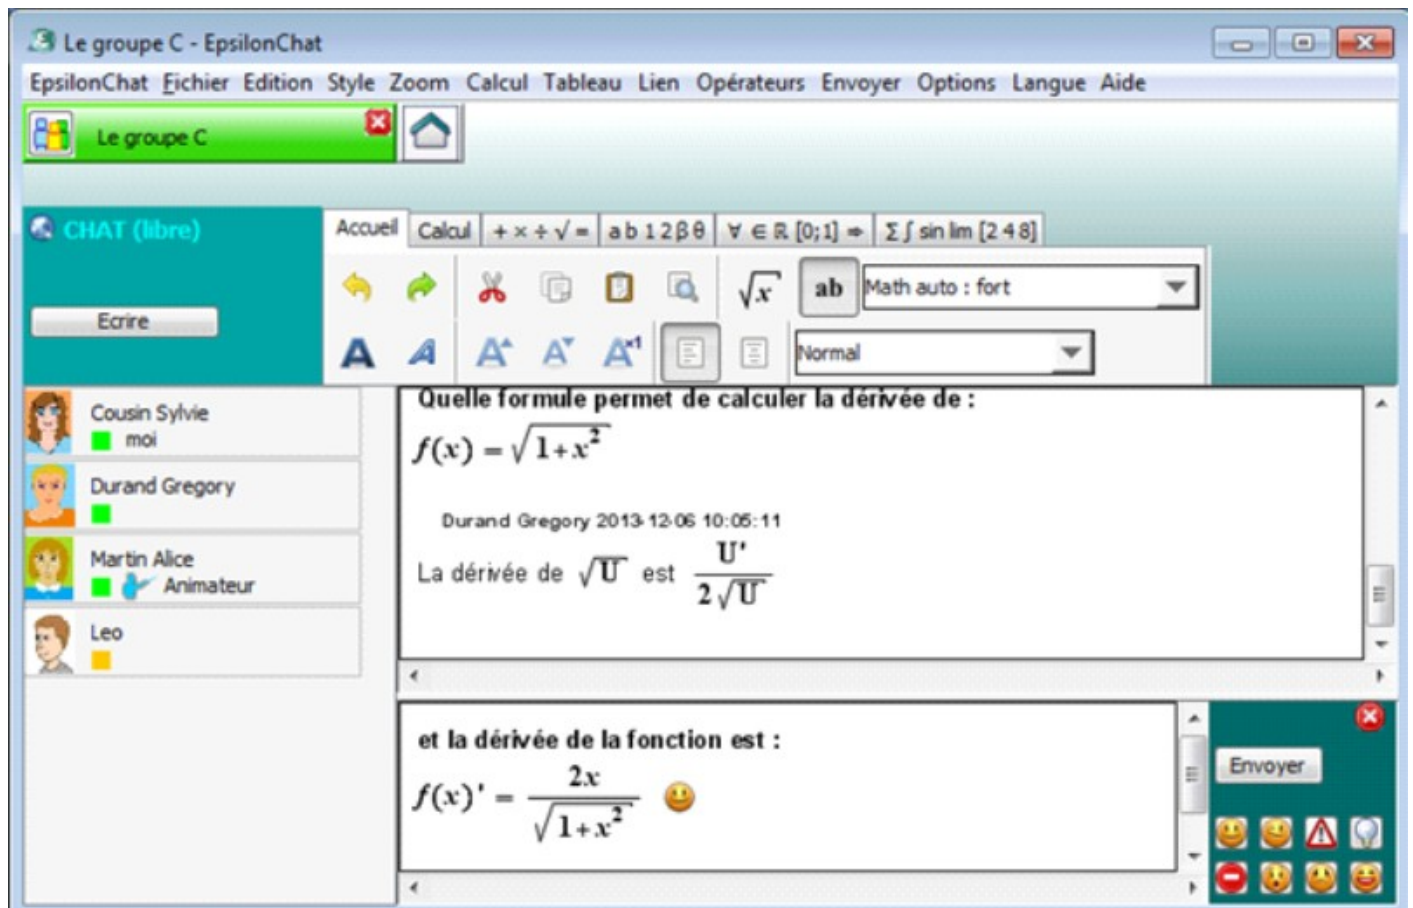 Le groupe C - EpsilonChat
EpsilonChat Fichier Edition Style Zoom Calcul Tableau Lien Opérateurs Envoyer Options Langue Aide
Le groupe C
CHAT (libre)
Accueil Calcul + × ÷ √ = a b 1 2 β θ ∀ ∈ ℝ [0;1] ⇒ Σ ∫ sin lim [2 4 8]
Ecrire
√x ab Math auto : fort
A A A A A×1 Normal
Cousin Sylvie
moi
Durand Gregory
Martin Alice
Animateur
Leo
Quelle formule permet de calculer la dérivée de :
f(x) = √(1+x²)
Durand Gregory 2013-12-06 10:05:11
La dérivée de √U est U'/(2√U)
et la dérivée de la fonction est :
f(x)' = 2x/√(1+x²)
Envoyer